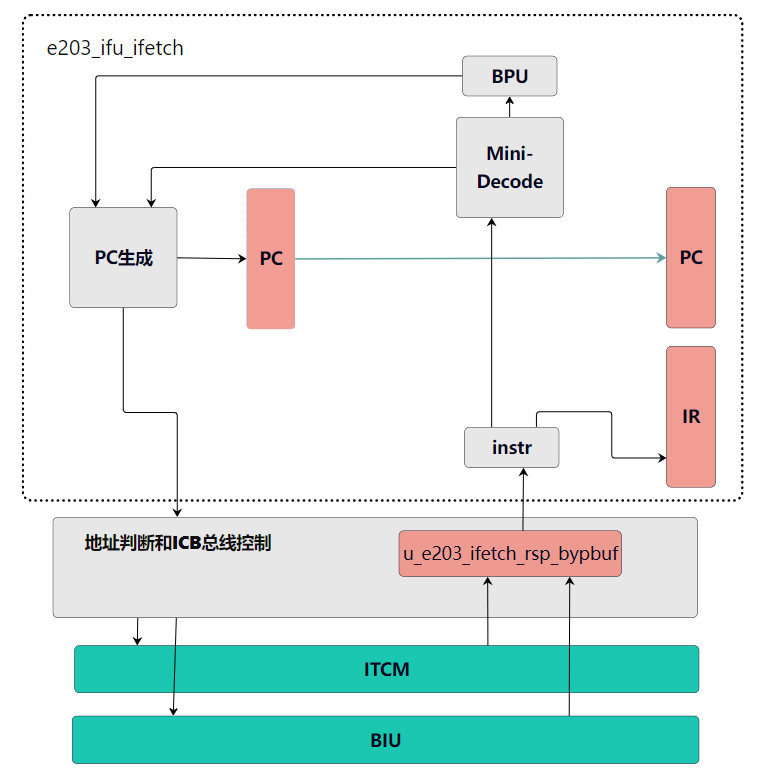 e203_ifu_ifetch
BPU
Mini-
Decode
PC生成
PC
PC
IR
instr
地址判断和ICB总线控制
u_e203_ifetch_rsp_bypbuf
ITCM
BIU